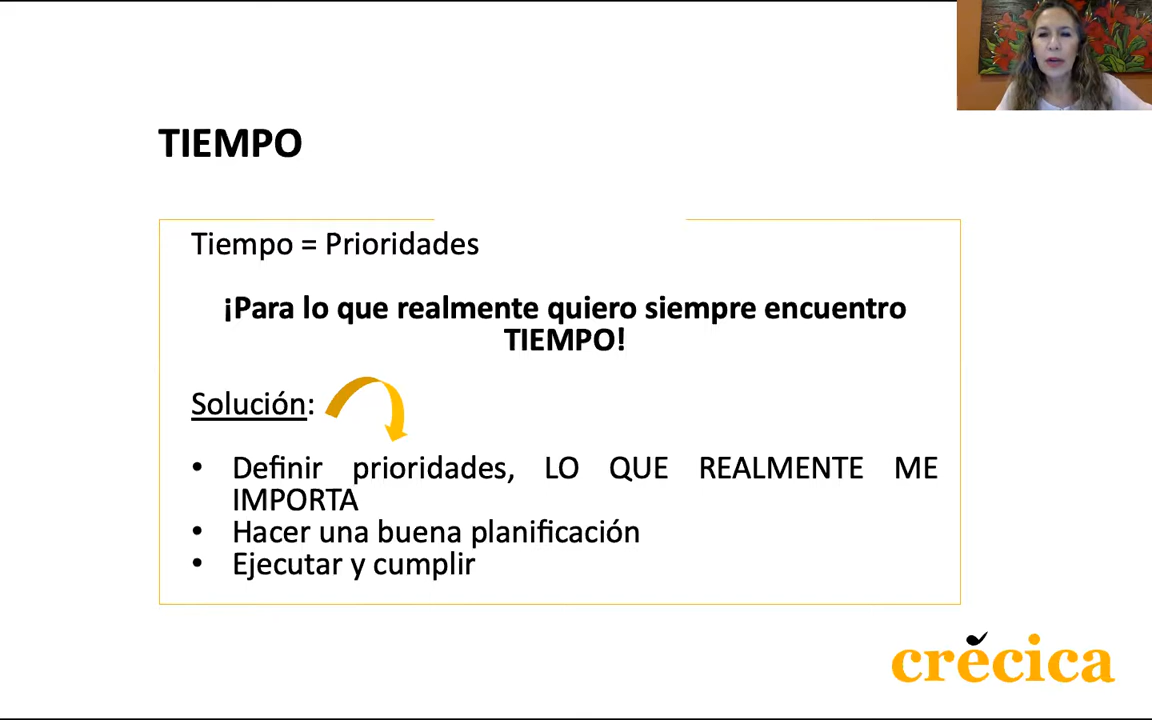 TIEMPO
Tiempo = Prioridades
¡Para lo que realmente quiero siempre encuentro
TIEMPO!
Solución:
• Definir prioridades, LO QUE REALMENTE ME
IMPORTA
• Hacer una buena planificación
• Ejecutar y cumplir
crecica